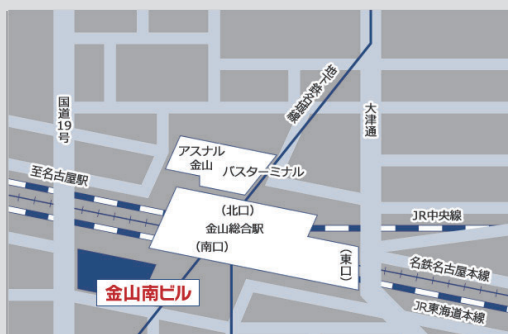 地下鉄名城線
国道19号
大津通
アスナル
金山
バスターミナル
至名古屋駅
（北口）
金山総合駅
（南口）
（東口）
JR中央線
名鉄名古屋本線
JR東海道本線
金山南ビル